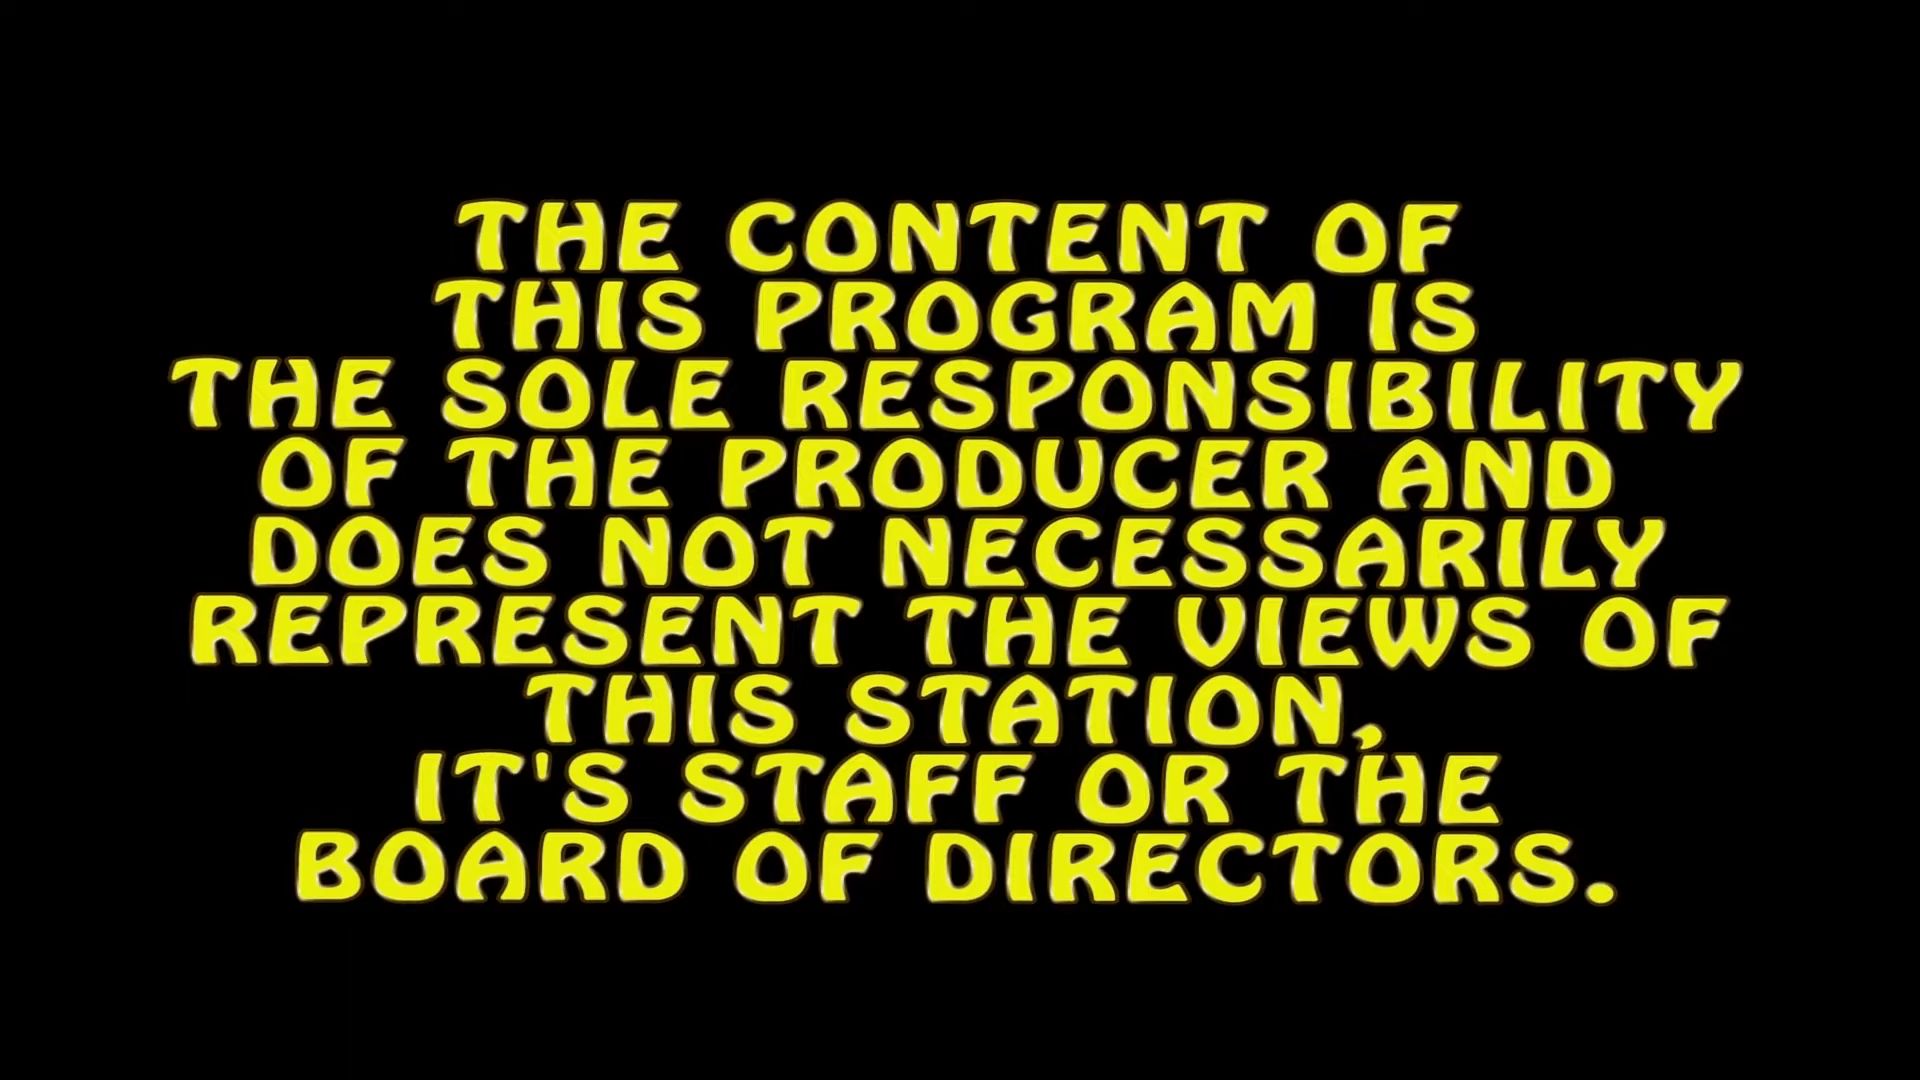 THE CONTENT OF
THIS PROGRAM IS
THE SOLE RESPONSIBILITY
OF THE PRODUCER AND
DOES NOT NECESSARILY
REPRESENT THE VIEWS OF
THIS STATION,
IT'S STAFF OR THE
BOARD OF DIRECTORS.